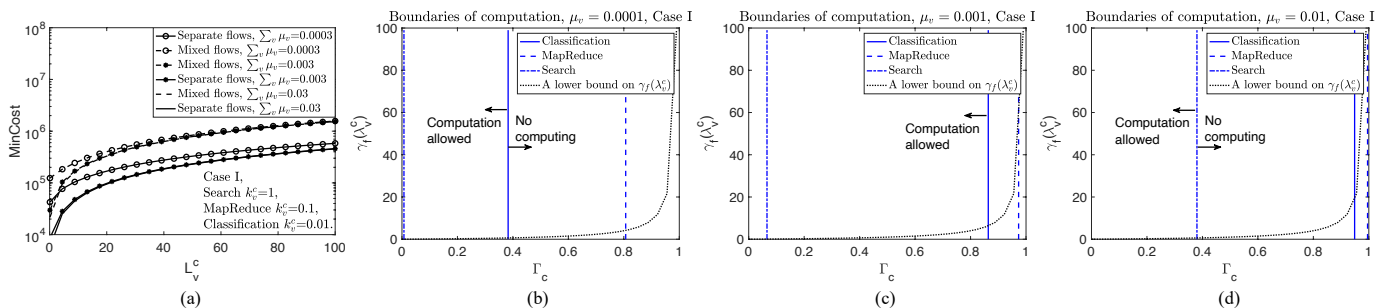 10^8
10^7
10^6
10^5
10^4
MinCost
Separate flows, ∑_v μ_v=0.0003
Mixed flows, ∑_v μ_v=0.0003
Mixed flows, ∑_v μ_v=0.003
Separate flows, ∑_v μ_v=0.003
Mixed flows, ∑_v μ_v=0.03
Separate flows, ∑_v μ_v=0.03
Case I,
Search k_v^c=1,
MapReduce k_v^c=0.1,
Classification k_v^c=0.01.
0 20 40 60 80 100
L_v^c
(a)
Boundaries of computation, μ_v = 0.0001, Case I
100
80
60
40
20
0
γ_f(λ_v^c)
Classification
MapReduce
Search
A lower bound on γ_f(λ_v^c)
Computation
allowed
No
computing
0 0.2 0.4 0.6 0.8 1
Γ_c
(b)
Boundaries of computation, μ_v = 0.001, Case I
100
80
60
40
20
0
γ_f(λ_v^c)
Classification
MapReduce
Search
A lower bound on γ_f(λ_v^c)
Computation
allowed
0 0.2 0.4 0.6 0.8 1
Γ_c
(c)
Boundaries of computation, μ_v = 0.01, Case I
100
80
60
40
20
0
γ_f(λ_v^c)
Classification
MapReduce
Search
A lower bound on γ_f(λ_v^c)
Computation
allowed
No
computing
0 0.2 0.4 0.6 0.8 1
Γ_c
(d)